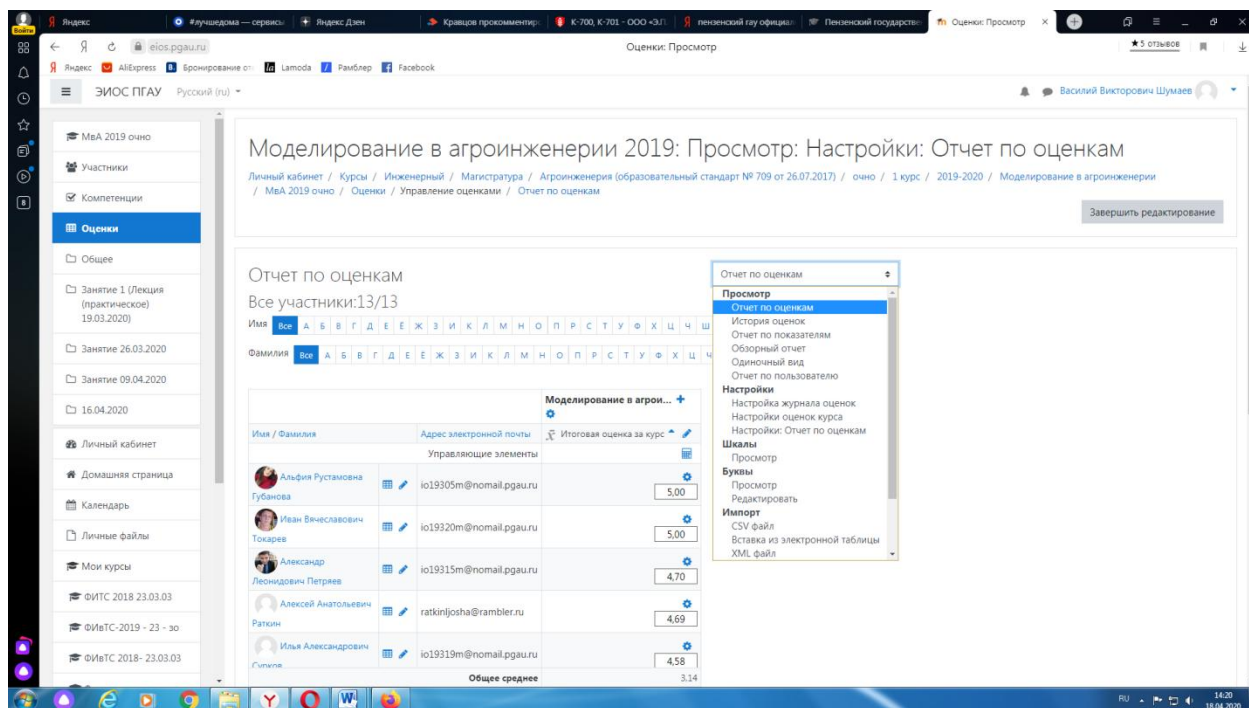 Яндекс
#лучшедома — сервисы
Яндекс Дзен
Кравцов прокомментир
К-700, К-701 - ООО «ЭЛ
пензенский гау официал
Пензенский государстве
Оценки: Просмотр
Войти
eios.pgau.ru
Оценки: Просмотр
★ 5 отзывов
Яндекс
AliExpress
Бронирование от
Lamoda
Рамблер
Facebook
ЭИОС ПГАУ
Русский (ru)
Василий Викторович Шумаев
МвА 2019 очно
Участники
Компетенции
Оценки
Общее
Занятие 1 (Лекция
(практическое)
19.03.2020)
Занятие 26.03.2020
Занятие 09.04.2020
16.04.2020
Личный кабинет
Домашняя страница
Календарь
Личные файлы
Мои курсы
ФИТС 2018 23.03.03
ФИвТС-2019 - 23 - зо
ФИвТС 2018- 23.03.03
Моделирование в агроинженерии 2019: Просмотр: Настройки: Отчет по оценкам
Личный кабинет / Курсы / Инженерный / Магистратура / Агроинженерия (образовательный стандарт № 709 от 26.07.2017) / очно / 1 курс / 2019-2020 / Моделирование в агроинженерии
/ МвА 2019 очно / Оценки / Управление оценками / Отчет по оценкам
Завершить редактирование
Отчет по оценкам
Все участники:13/13
Имя Все А Б В Г Д Е Ё Ж З И К Л М Н О П Р С Т У Ф Х Ц Ч Ш
Фамилия Все А Б В Г Д Е Ё Ж З И К Л М Н О П Р С Т У Ф Х Ц Ч
Моделирование в агрои...
Имя / Фамилия
Адрес электронной почты
Итоговая оценка за курс
Управляющие элементы
Альфия Рустамовна
Губанова
io19305m@nomail.pgau.ru
5,00
Иван Вячеславович
Токарев
io19320m@nomail.pgau.ru
5,00
Александр
Леонидович Петряев
io19315m@nomail.pgau.ru
4,70
Алексей Анатольевич
Раткин
ratkinljosha@rambler.ru
4,69
Илья Александрович
Сурков
io19319m@nomail.pgau.ru
4,58
Общее среднее
3,14
Отчет по оценкам
Просмотр
Отчет по оценкам
История оценок
Отчет по показателям
Обзорный отчет
Одиночный вид
Отчет по пользователю
Настройки
Настройка журнала оценок
Настройки оценок курса
Настройки: Отчет по оценкам
Шкалы
Просмотр
Буквы
Просмотр
Редактировать
Импорт
CSV файл
Вставка из электронной таблицы
XML файл
RU
14:20
18.04.2020